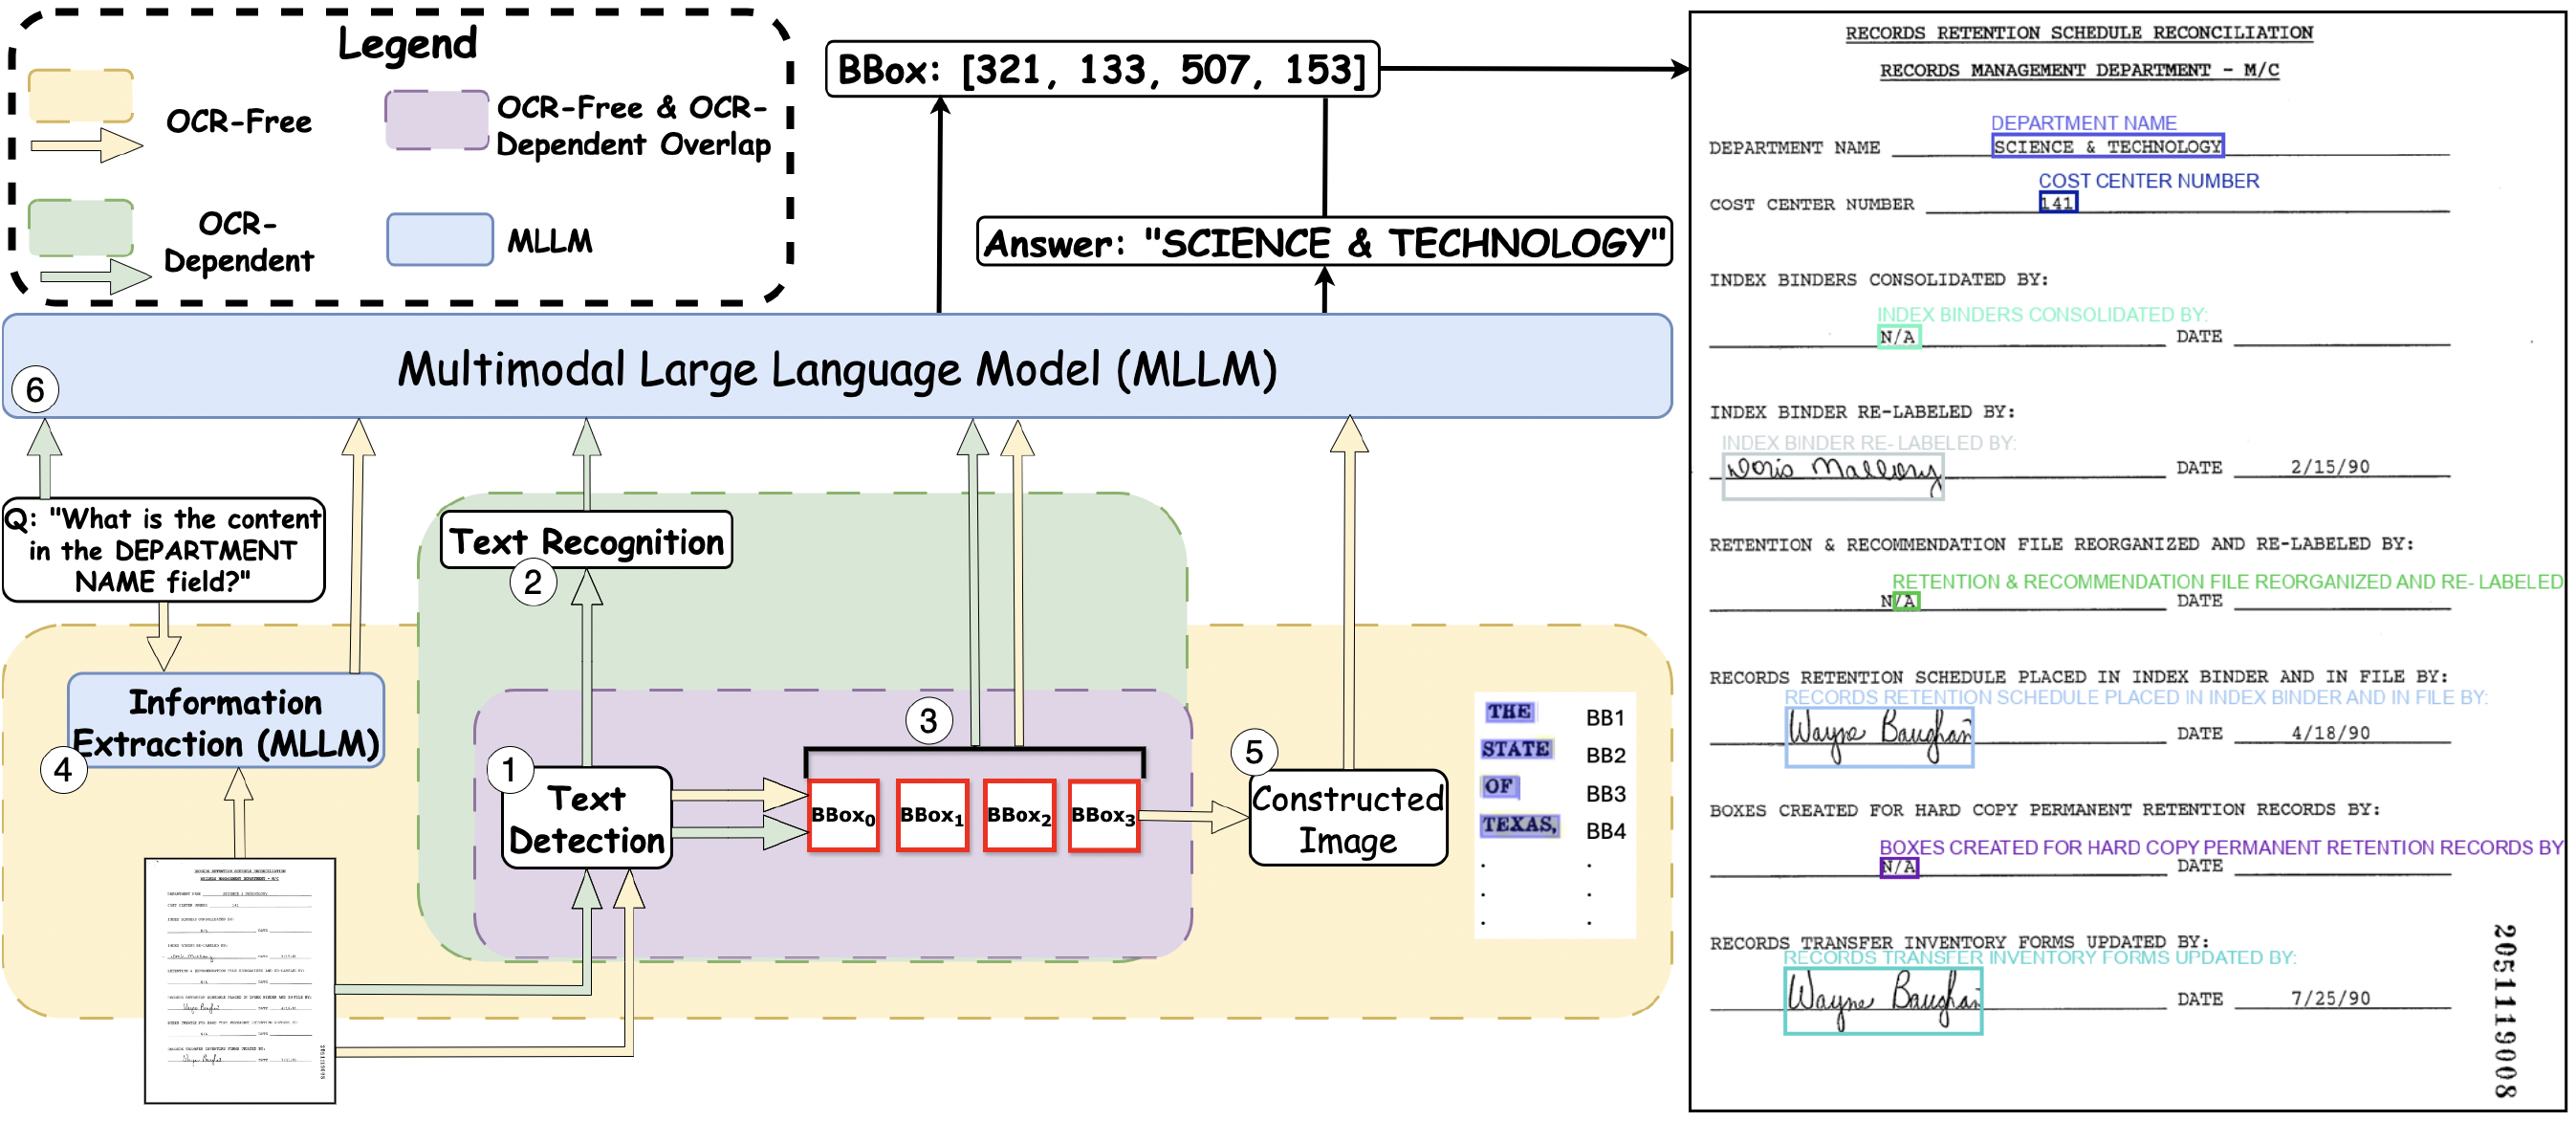 Legend
OCR-Free
OCR-Free & OCR-
Dependent Overlap
OCR-
Dependent
MLLM
BBox: [321, 133, 507, 153]
Answer: "SCIENCE & TECHNOLOGY"
Multimodal Large Language Model (MLLM)
6
Q: "What is the content
in the DEPARTMENT
NAME field?"
Text Recognition
2
Information
Extraction (MLLM)
4
3
1
Text
Detection
BBox0
BBox1
BBox2
BBox3
5
Constructed
Image
THE BB1
STATE BB2
OF BB3
TEXAS, BB4
. .
. .
. .
RECORDS RETENTION SCHEDULE RECONCILIATION
RECORDS MANAGEMENT DEPARTMENT - M/C
DEPARTMENT NAME
DEPARTMENT NAME SCIENCE & TECHNOLOGY
COST CENTER NUMBER
COST CENTER NUMBER 141
INDEX BINDERS CONSOLIDATED BY:
INDEX BINDERS CONSOLIDATED BY:
N/A DATE
INDEX BINDER RE-LABELED BY:
INDEX BINDER RE- LABELED BY:
Doris Mallory DATE 2/15/90
RETENTION & RECOMMENDATION FILE REORGANIZED AND RE-LABELED BY:
RETENTION & RECOMMENDATION FILE REORGANIZED AND RE- LABELED
N/A DATE
RECORDS RETENTION SCHEDULE PLACED IN INDEX BINDER AND IN FILE BY:
RECORDS RETENTION SCHEDULE PLACED IN INDEX BINDER AND IN FILE BY:
Wayne Baughan DATE 4/18/90
BOXES CREATED FOR HARD COPY PERMANENT RETENTION RECORDS BY:
BOXES CREATED FOR HARD COPY PERMANENT RETENTION RECORDS BY
N/A DATE
RECORDS TRANSFER INVENTORY FORMS UPDATED BY:
RECORDS TRANSFER INVENTORY FORMS UPDATED BY:
Wayne Baughan DATE 7/25/90
2051119008